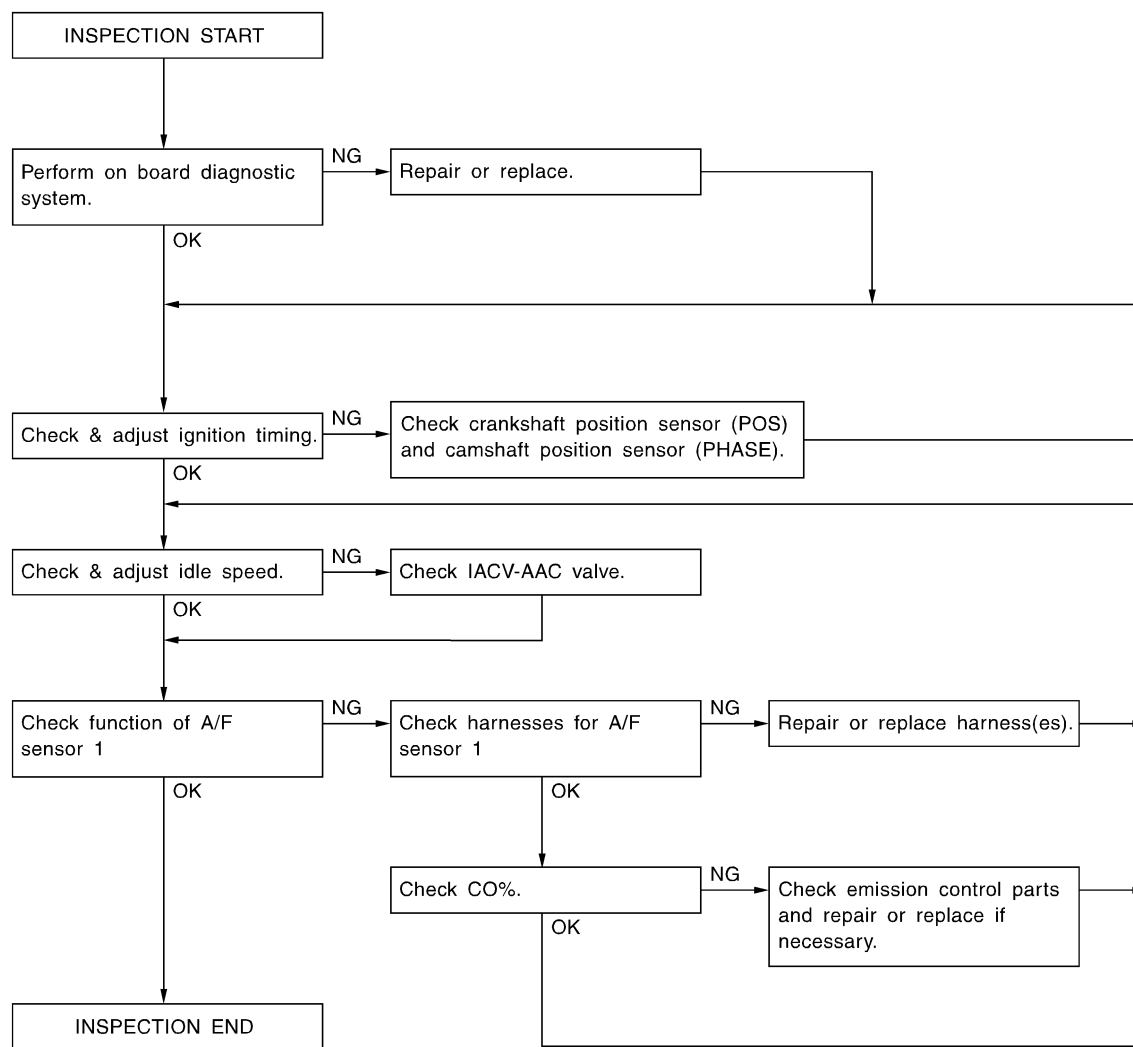 INSPECTION START
Perform on board diagnostic
system.
NG
Repair or replace.
OK
Check & adjust ignition timing.
NG
Check crankshaft position sensor (POS)
and camshaft position sensor (PHASE).
OK
Check & adjust idle speed.
NG
Check IACV-AAC valve.
OK
Check function of A/F
sensor 1
NG
Check harnesses for A/F
sensor 1
NG
Repair or replace harness(es).
OK
OK
Check CO%.
NG
Check emission control parts
and repair or replace if
necessary.
OK
INSPECTION END